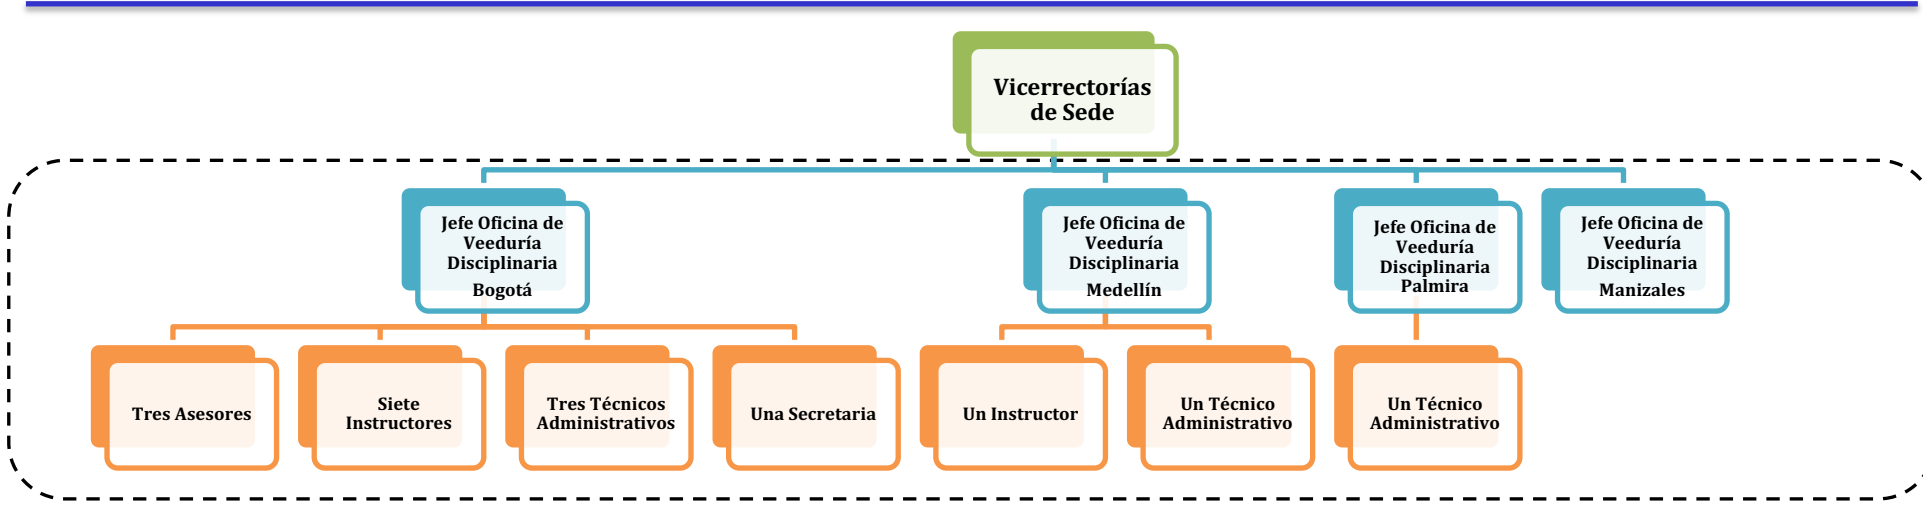 Vicerrectorías
de Sede
Jefe Oficina de
Veeduría
Disciplinaria
Bogotá
Jefe Oficina de
Veeduría
Disciplinaria
Medellín
Jefe Oficina de
Veeduría
Disciplinaria
Palmira
Jefe Oficina de
Veeduría
Disciplinaria
Manizales
Tres Asesores
Siete
Instructores
Tres Técnicos
Administrativos
Una Secretaria
Un Instructor
Un Técnico
Administrativo
Un Técnico
Administrativo